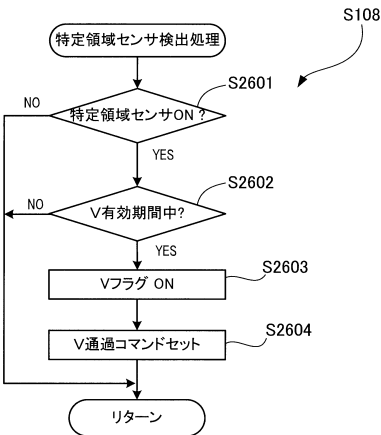 S108
特定領域センサ検出処理
S2601
NO
特定領域センサON？
YES
S2602
NO
V有効期間中?
YES
S2603
Vフラグ ON
S2604
V通過コマンドセット
リターン